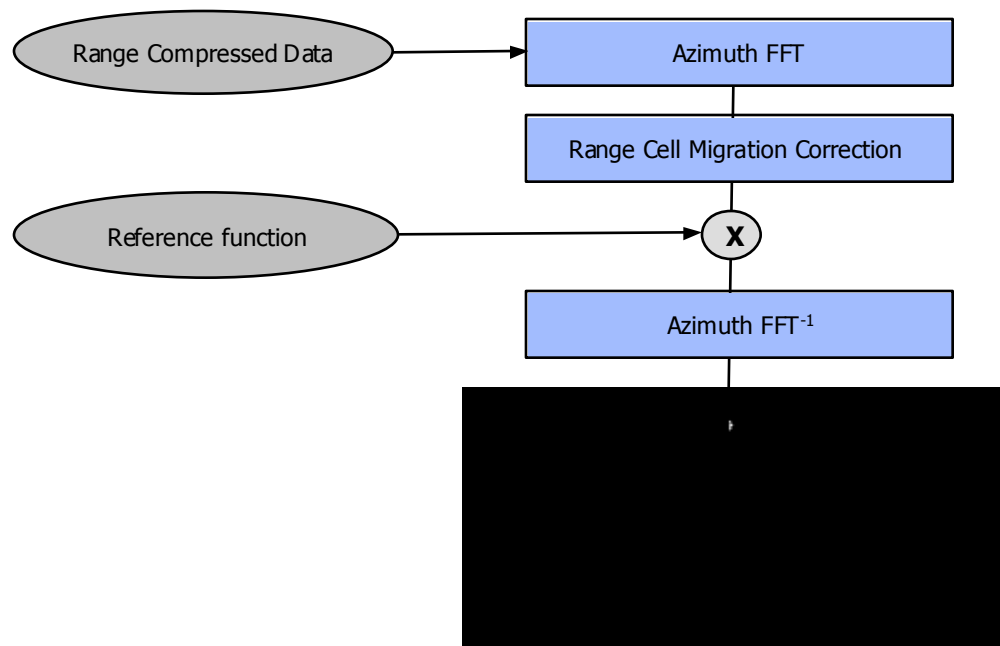 Range Compressed Data
Azimuth FFT
Range Cell Migration Correction
Reference function
X
Azimuth FFT⁻¹